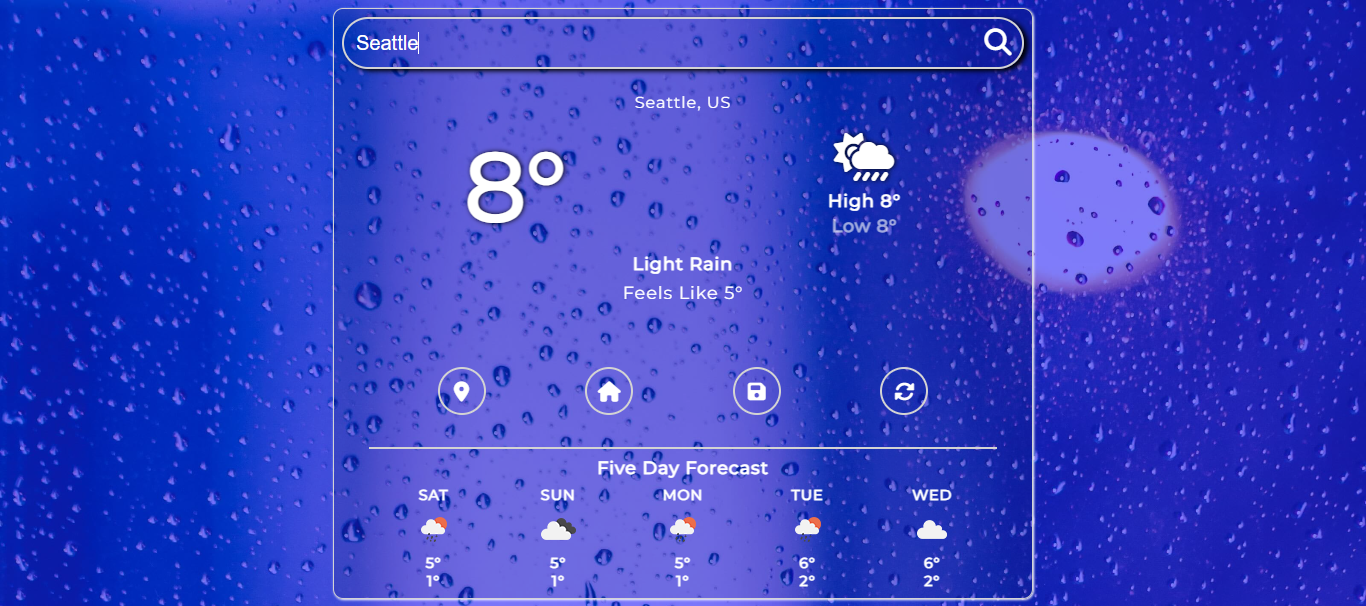 Seattle
Seattle, US
8°
High 8°
Low 8°
Light Rain
Feels Like 5°
Five Day Forecast
SAT SUN MON TUE WED
5° 5° 5° 6° 6°
1° 1° 1° 2° 2°